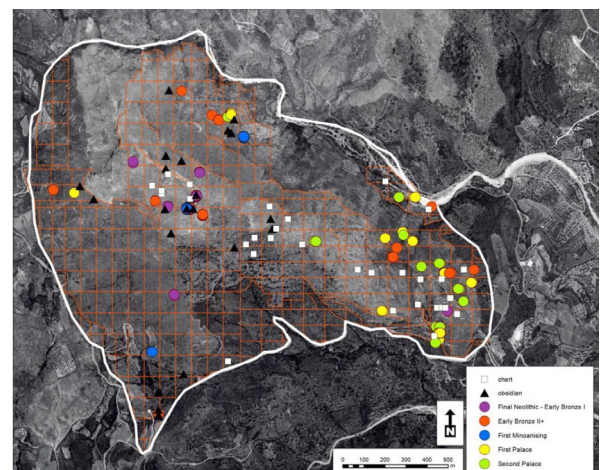 chert
obsidian
Final Neolithic - Early Bronze I
Early Bronze II+
First Minoanising
First Palace
Second Palace
N
0 100 200 300 400 500 m